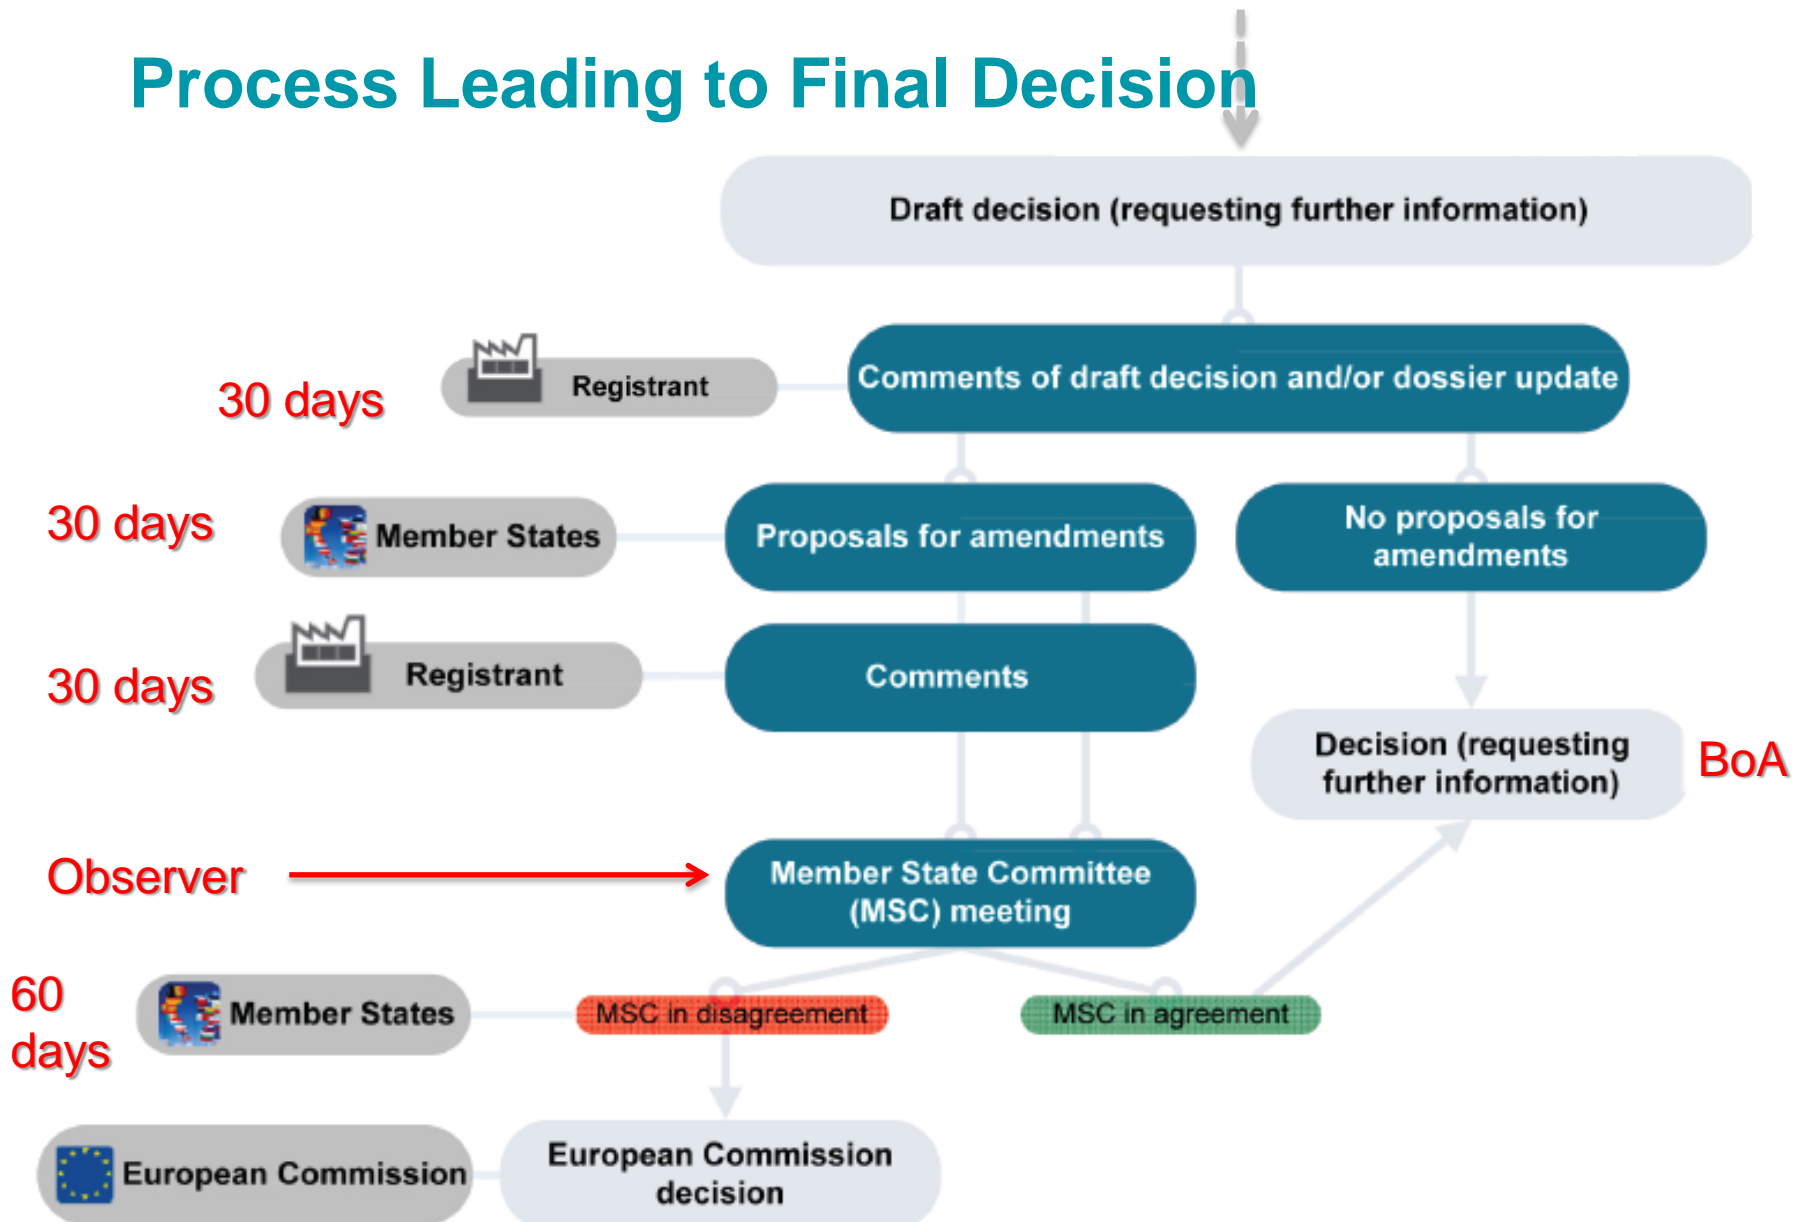 Process Leading to Final Decision
Draft decision (requesting further information)
30 days
Registrant
Comments of draft decision and/or dossier update
30 days
Member States
Proposals for amendments
No proposals for
amendments
30 days
Registrant
Comments
Decision (requesting
further information)
BoA
Observer
Member State Committee
(MSC) meeting
60
days
Member States
MSC in disagreement
MSC in agreement
European Commission
European Commission
decision